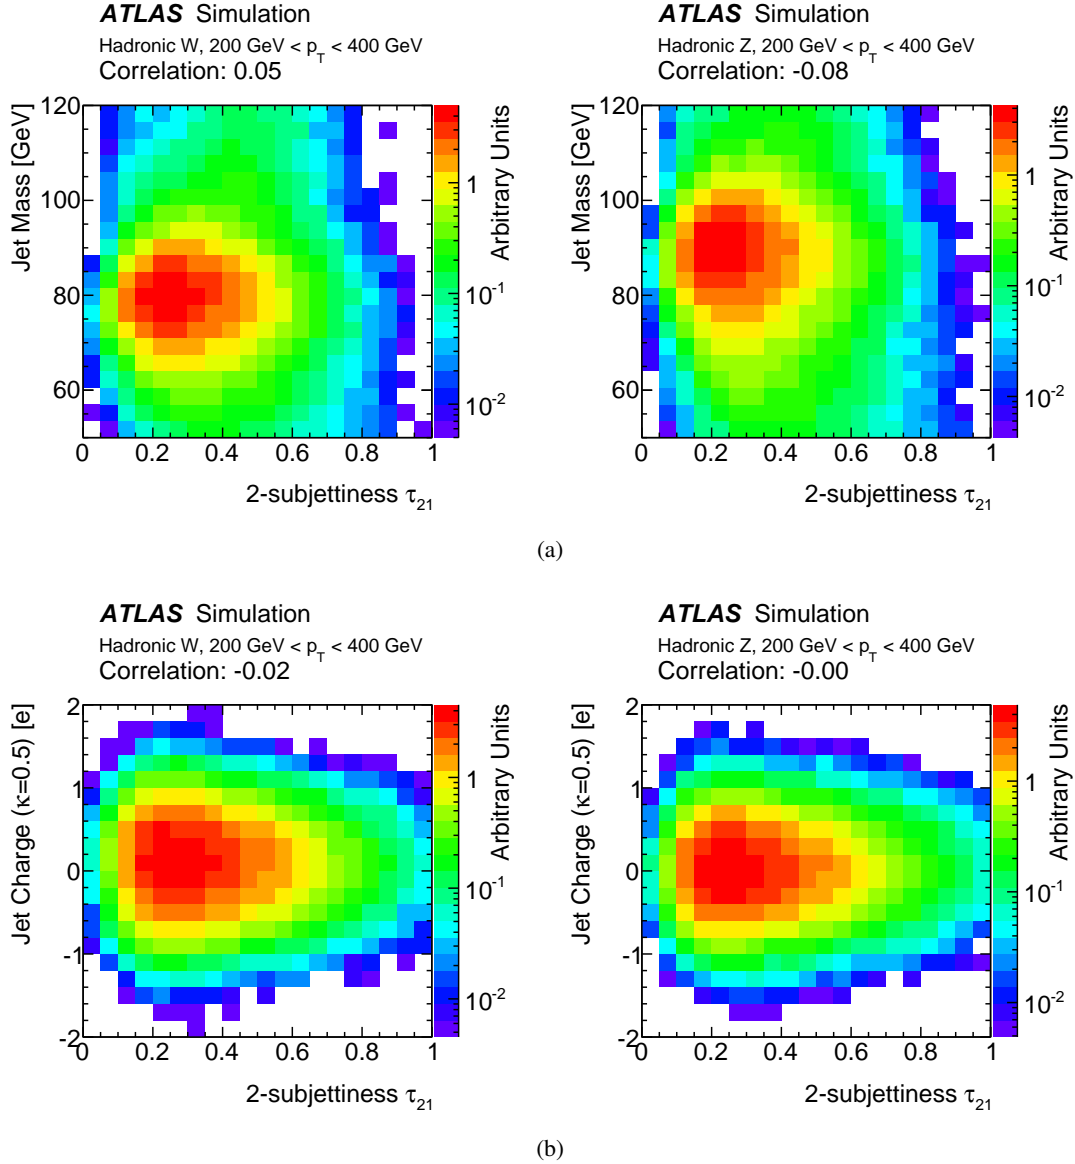 ATLAS Simulation
Hadronic W, 200 GeV < p_T < 400 GeV
Correlation: 0.05
Jet Mass [GeV]
120
100
80
60
0 0.2 0.4 0.6 0.8 1
2-subjettiness τ_21
Arbitrary Units
1
10^-1
10^-2
ATLAS Simulation
Hadronic Z, 200 GeV < p_T < 400 GeV
Correlation: -0.08
Jet Mass [GeV]
120
100
80
60
0 0.2 0.4 0.6 0.8 1
2-subjettiness τ_21
Arbitrary Units
1
10^-1
10^-2
(a)
ATLAS Simulation
Hadronic W, 200 GeV < p_T < 400 GeV
Correlation: -0.02
Jet Charge (κ=0.5) [e]
2
1
0
-1
-2
0 0.2 0.4 0.6 0.8 1
2-subjettiness τ_21
Arbitrary Units
1
10^-1
10^-2
ATLAS Simulation
Hadronic Z, 200 GeV < p_T < 400 GeV
Correlation: -0.00
Jet Charge (κ=0.5) [e]
2
1
0
-1
-2
0 0.2 0.4 0.6 0.8 1
2-subjettiness τ_21
Arbitrary Units
1
10^-1
10^-2
(b)